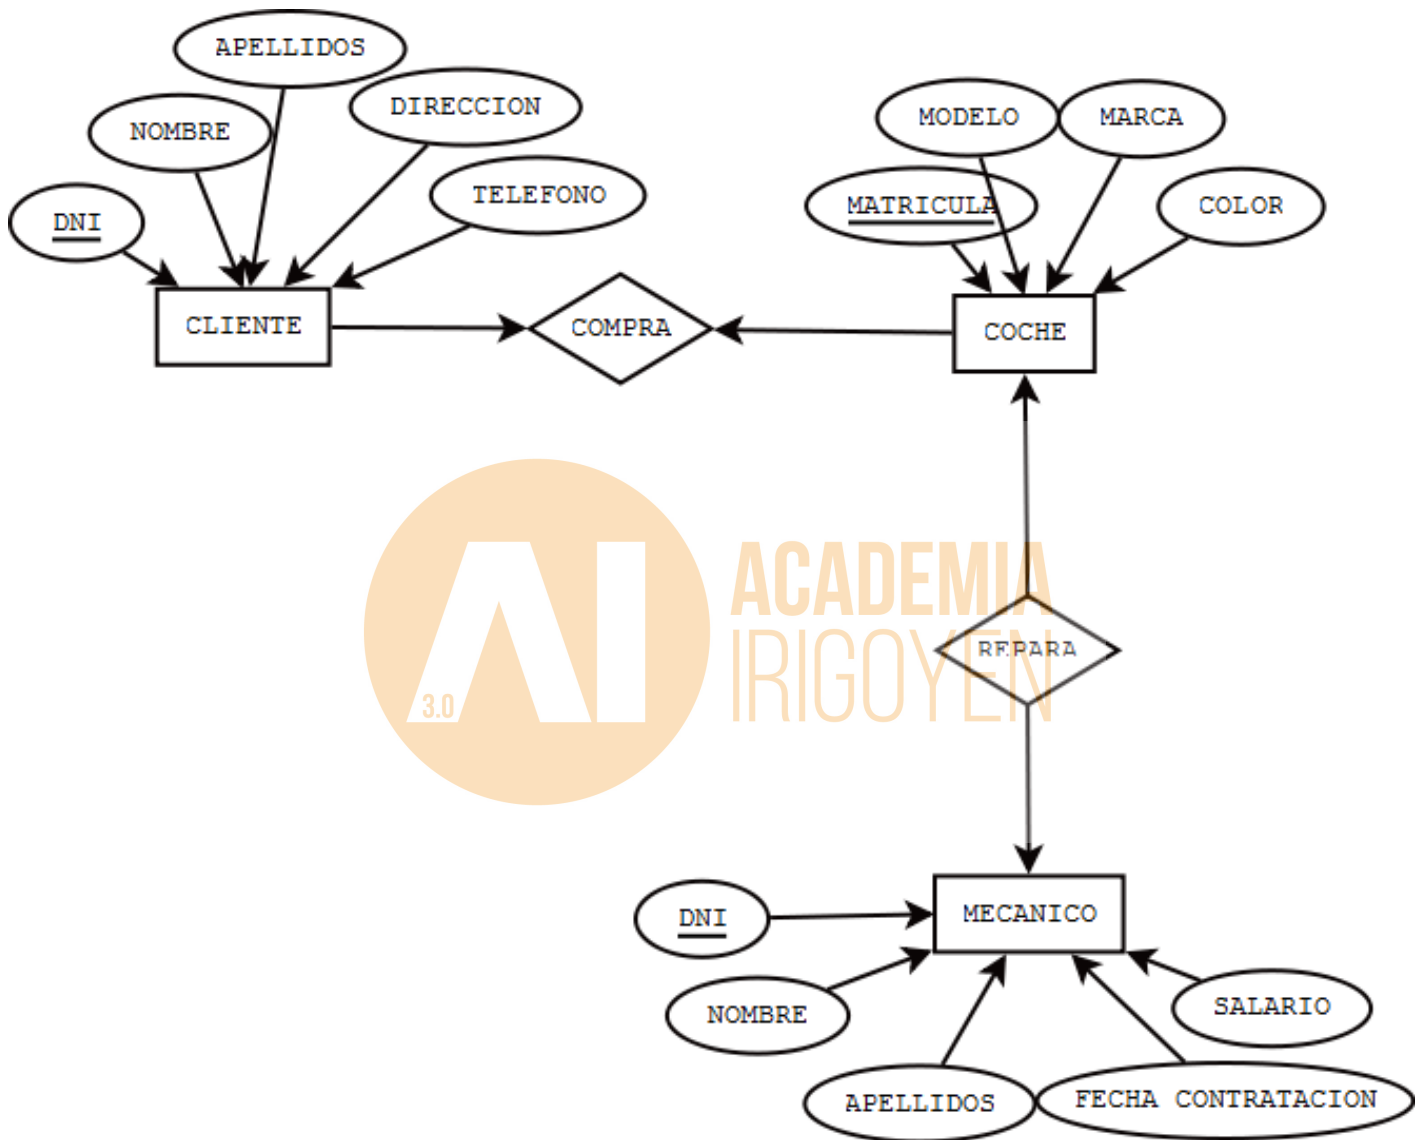 APELLIDOS
DIRECCION
NOMBRE
TELEFONO
DNI
CLIENTE
COMPRA
MODELO
MARCA
MATRICULA
COLOR
COCHE
3.0
AI
ACADEMIA
IRIGOYEN
REPARA
DNI
MECANICO
NOMBRE
SALARIO
APELLIDOS
FECHA CONTRATACION